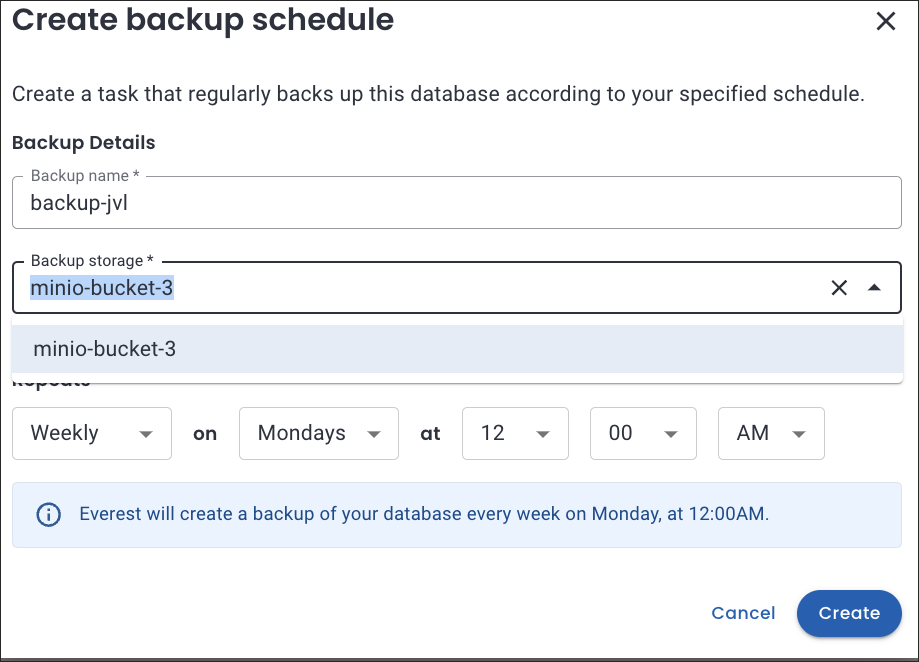 Create backup schedule
Create a task that regularly backs up this database according to your specified schedule.
Backup Details
Backup name *
backup-jvl
Backup storage *
minio-bucket-3
minio-bucket-3
Repeats
Weekly on Mondays at 12 00 AM
Everest will create a backup of your database every week on Monday, at 12:00AM.
Cancel Create